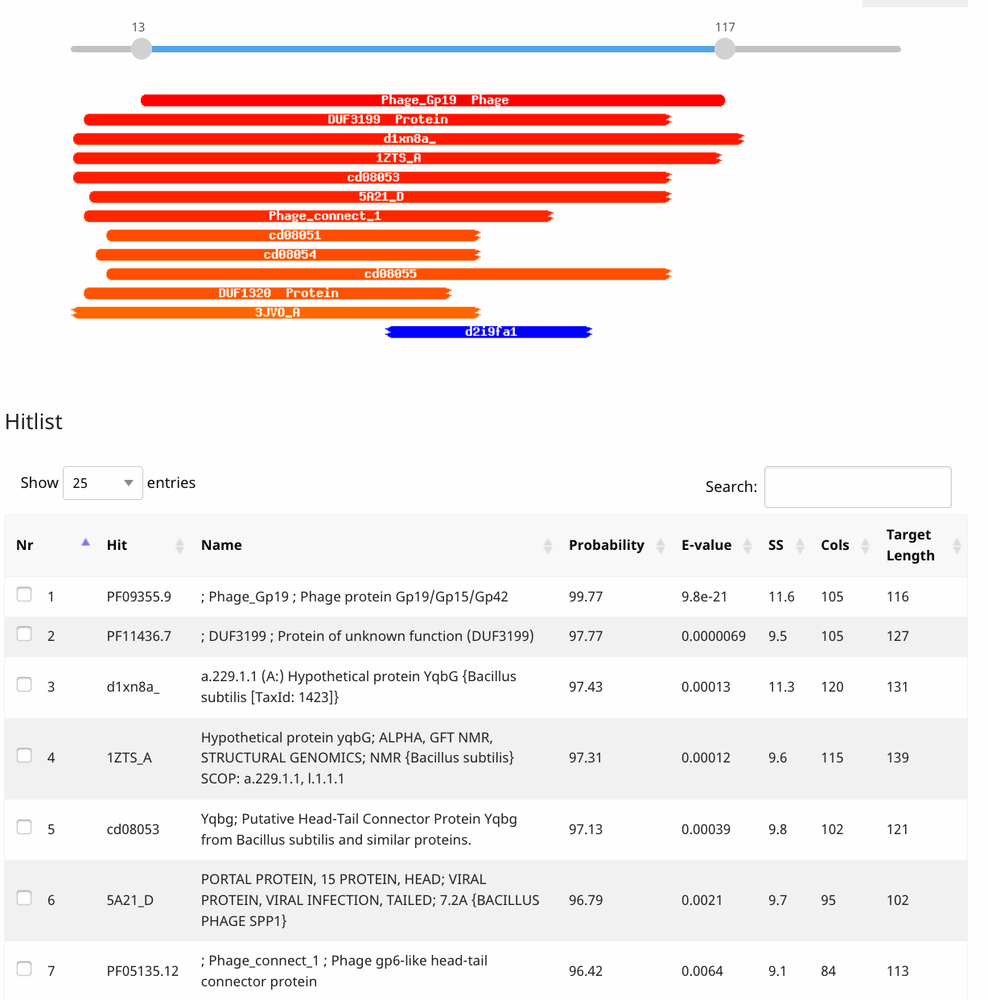 13 117
Phage_Gp19 Phage
DUF3199 Protein
d1xn8a_
1ZTS_A
cd08053
5A21_D
Phage_connect_1
cd08051
cd08054
cd08055
DUF1320 Protein
3JVO_A
d2i9fa1
Hitlist
Show 25 entries Search:
Nr Hit Name Probability E-value SS Cols Target
Length
1 PF09355.9 ; Phage_Gp19 ; Phage protein Gp19/Gp15/Gp42 99.77 9.8e-21 11.6 105 116
2 PF11436.7 ; DUF3199 ; Protein of unknown function (DUF3199) 97.77 0.0000069 9.5 105 127
3 d1xn8a_ a.229.1.1 (A:) Hypothetical protein YqbG {Bacillus 97.43 0.00013 11.3 120 131
subtilis [TaxId: 1423]}
Hypothetical protein yqbG; ALPHA, GFT NMR,
4 1ZTS_A STRUCTURAL GENOMICS; NMR {Bacillus subtilis} 97.31 0.00012 9.6 115 139
SCOP: a.229.1.1, l.1.1.1
5 cd08053 Yqbg; Putative Head-Tail Connector Protein Yqbg 97.13 0.00039 9.8 102 121
from Bacillus subtilis and similar proteins.
PORTAL PROTEIN, 15 PROTEIN, HEAD; VIRAL
6 5A21_D PROTEIN, VIRAL INFECTION, TAILED; 7.2A {BACILLUS 96.79 0.0021 9.7 95 102
PHAGE SPP1}
7 PF05135.12 ; Phage_connect_1 ; Phage gp6-like head-tail 96.42 0.0064 9.1 84 113
connector protein